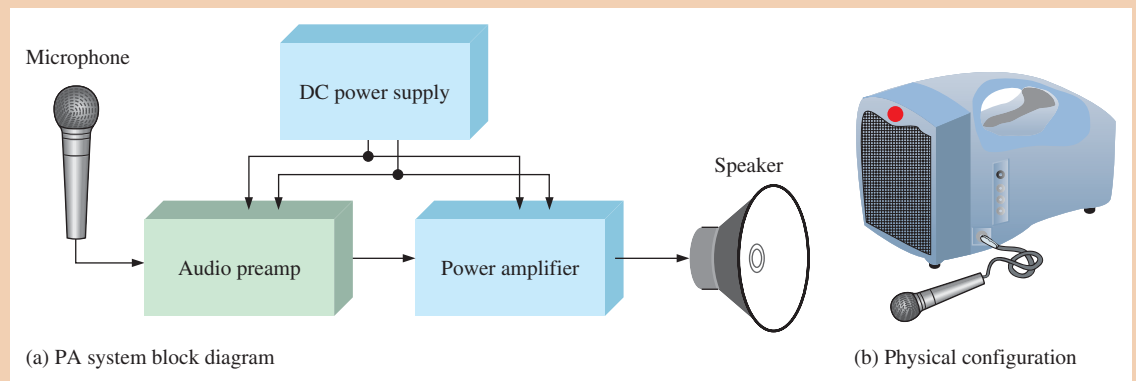 Microphone
DC power supply
Speaker
Audio preamp
Power amplifier
(a) PA system block diagram
(b) Physical configuration